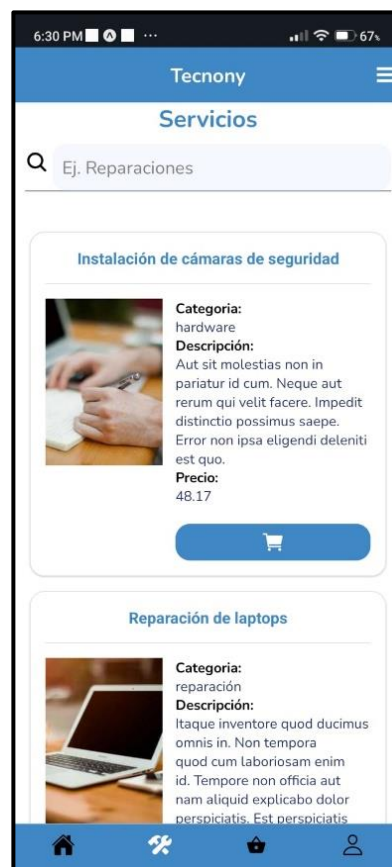 6:30 PM ... 67%
Tecnony
Servicios
Ej. Reparaciones
Instalación de cámaras de seguridad
Categoria:
hardware
Descripción:
Aut sit molestias non in
pariatur id cum. Neque aut
rerum qui velit facere. Impedit
distinctio possimus saepe.
Error non ipsa eligendi deleniti
est quo.
Precio:
48.17
Reparación de laptops
Categoria:
reparación
Descripción:
Itaque inventore quod ducimus
omnis in. Non tempora
quod cum laboriosam enim
id. Tempore non officia aut
nam aliquid explicabo dolor
perspiciatis. Est perspiciatis